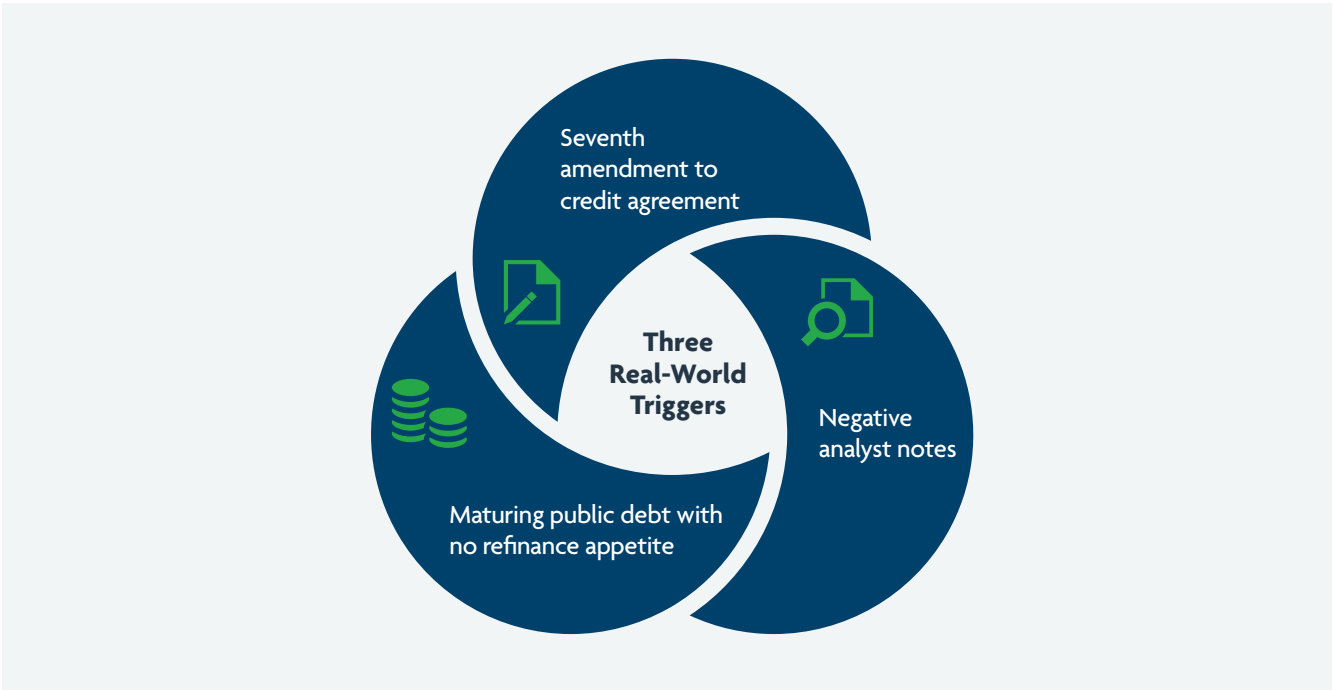 Seventh
amendment to
credit agreement
Three
Real-World
Triggers
Negative
analyst notes
Maturing public debt with
no refinance appetite